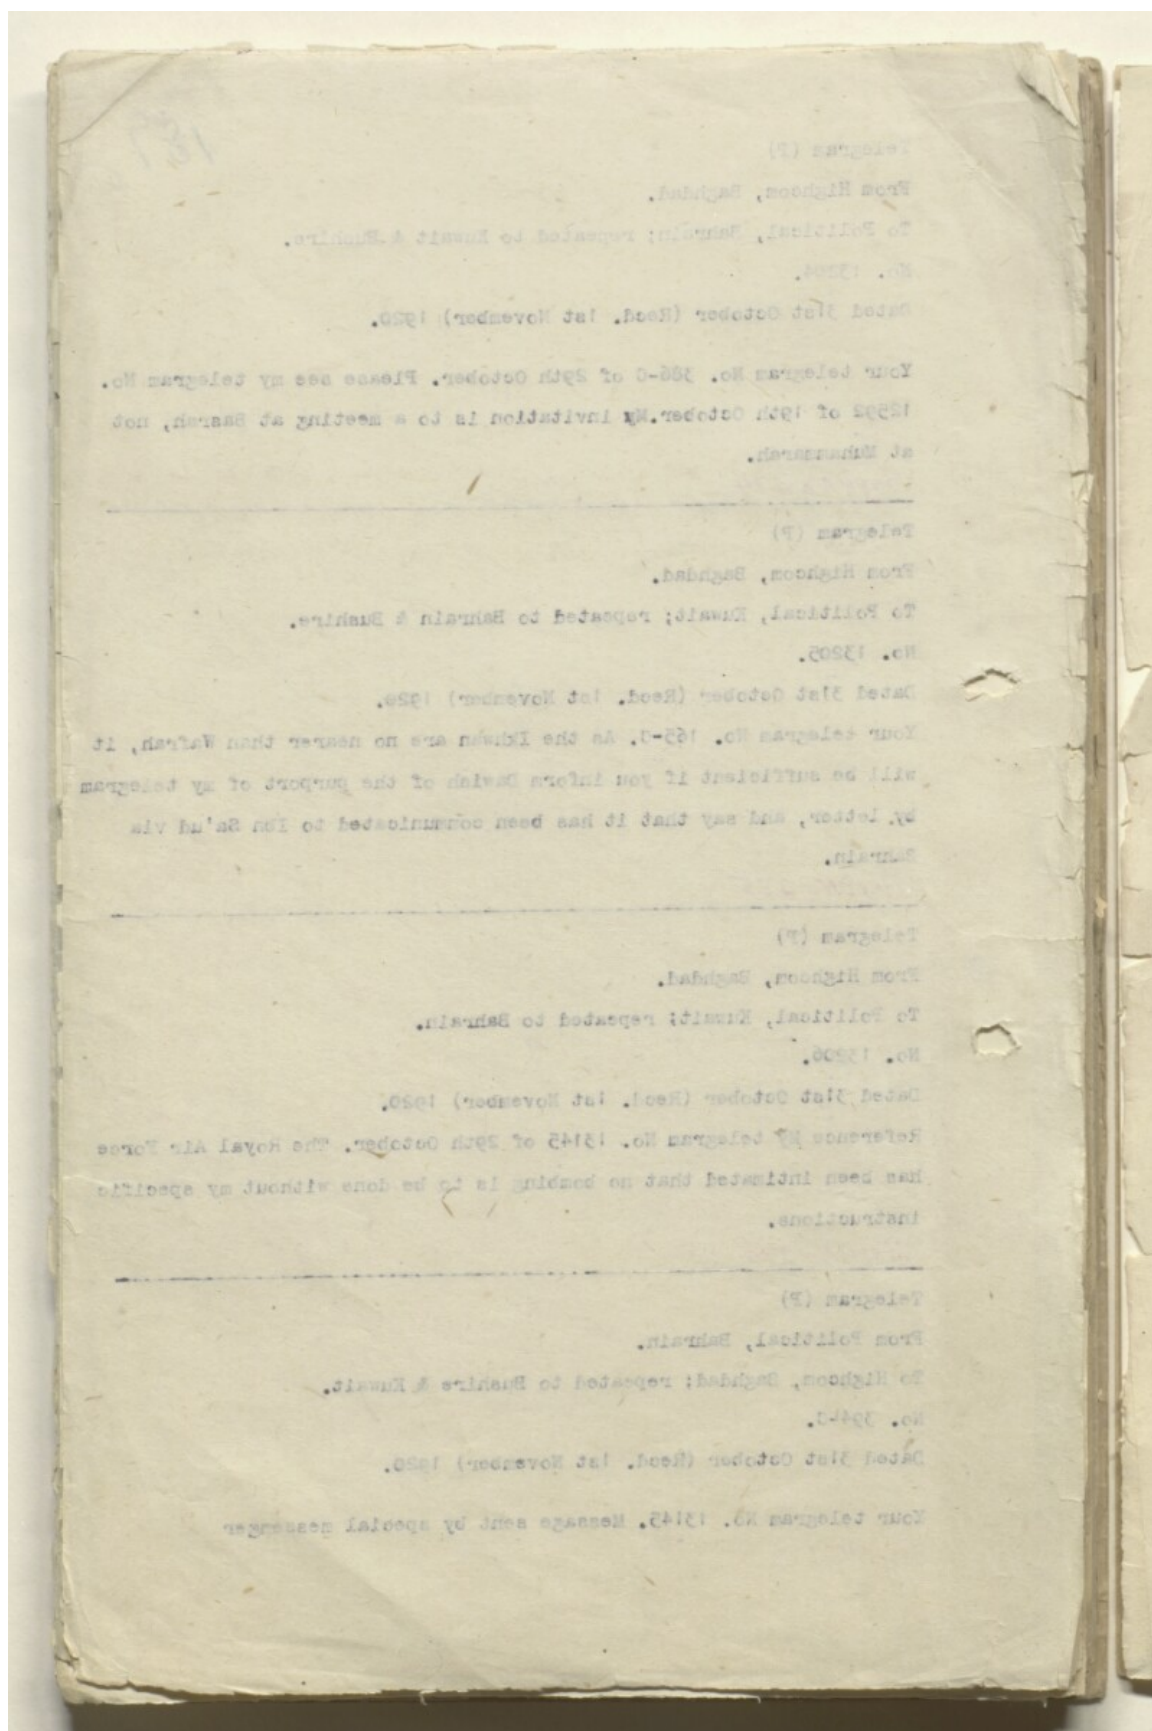 187
Telegram (P)
From Highcom, Baghdad.
To Political, Bahrain; repeated to Kuwait & Bushire.
No. 13204.
Dated 31st October (Recd. 1st November) 1920.
Your telegram No. 386-C of 29th October. Please see my telegram No.
12592 of 19th October. My invitation is to a meeting at Basrah, not
at Muhammarah.
Telegram (P)
From Highcom, Baghdad.
To Political, Kuwait; repeated to Bahrain & Bushire.
No. 13205.
Dated 31st October (Recd. 1st November) 1920.
Your telegram No. 165-C. As the Ikhwan are no nearer than Wafrah, it
will be sufficient if you inform Dawish of the purport of my telegram
by letter, and say that it has been communicated to Ibn Sa'ud via
Bahrain.
Telegram (P)
From Highcom, Baghdad.
To Political, Kuwait; repeated to Bahrain.
No. 13206.
Dated 31st October (Recd. 1st November) 1920.
Reference my telegram No. 13145 of 29th October. The Royal Air Force
has been intimated that no bombing is to be done without my specific
instructions.
Telegram (P)
From Political, Bahrain.
To Highcom, Baghdad; repeated to Bushire & Kuwait.
No. 394-C.
Dated 31st October (Recd. 1st November) 1920.
Your telegram No. 13145. Message sent by special messenger